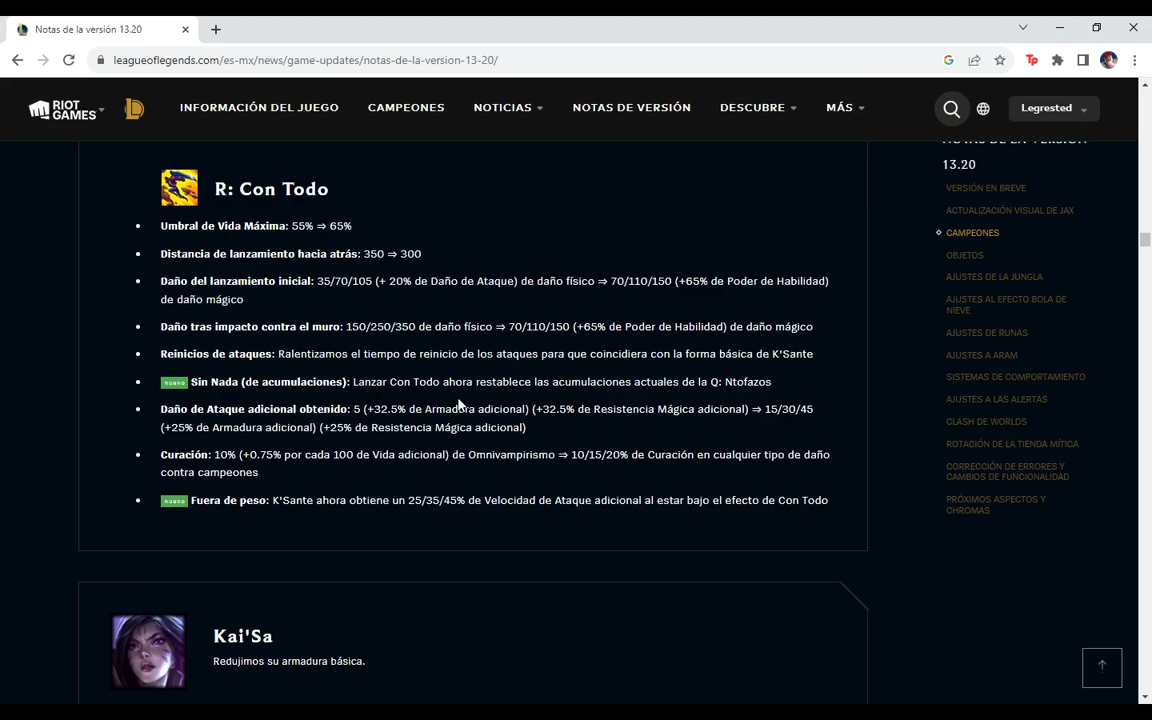 Notas de la versión 13.20
leagueoflegends.com/es-mx/news/game-updates/notas-de-la-version-13-20/
RIOT GAMES
INFORMACIÓN DEL JUEGO
CAMPEONES
NOTICIAS
NOTAS DE VERSIÓN
DESCUBRE
MÁS
Legrested
R: Con Todo
Umbral de Vida Máxima: 55% ⇒ 65%
Distancia de lanzamiento hacia atrás: 350 ⇒ 300
Daño del lanzamiento inicial: 35/70/105 (+ 20% de Daño de Ataque) de daño físico ⇒ 70/110/150 (+65% de Poder de Habilidad)
de daño mágico
Daño tras impacto contra el muro: 150/250/350 de daño físico ⇒ 70/110/150 (+65% de Poder de Habilidad) de daño mágico
Reinicios de ataques: Ralentizamos el tiempo de reinicio de los ataques para que coincidiera con la forma básica de K'Sante
nuevo Sin Nada (de acumulaciones): Lanzar Con Todo ahora restablece las acumulaciones actuales de la Q: Ntofazos
Daño de Ataque adicional obtenido: 5 (+32.5% de Armadura adicional) (+32.5% de Resistencia Mágica adicional) ⇒ 15/30/45
(+25% de Armadura adicional) (+25% de Resistencia Mágica adicional)
Curación: 10% (+0.75% por cada 100 de Vida adicional) de Omnivampirismo ⇒ 10/15/20% de Curación en cualquier tipo de daño
contra campeones
nuevo Fuera de peso: K'Sante ahora obtiene un 25/35/45% de Velocidad de Ataque adicional al estar bajo el efecto de Con Todo
Kai'Sa
Redujimos su armadura básica.
NOTAS DE LA VERSIÓN
13.20
VERSIÓN EN BREVE
ACTUALIZACIÓN VISUAL DE JAX
CAMPEONES
OBJETOS
AJUSTES DE LA JUNGLA
AJUSTES AL EFECTO BOLA DE
NIEVE
AJUSTES DE RUNAS
AJUSTES A ARAM
SISTEMAS DE COMPORTAMIENTO
AJUSTES A LAS ALERTAS
CLASH DE WORLDS
ROTACIÓN DE LA TIENDA MÍTICA
CORRECCIÓN DE ERRORES Y
CAMBIOS DE FUNCIONALIDAD
PRÓXIMOS ASPECTOS Y
CHROMAS